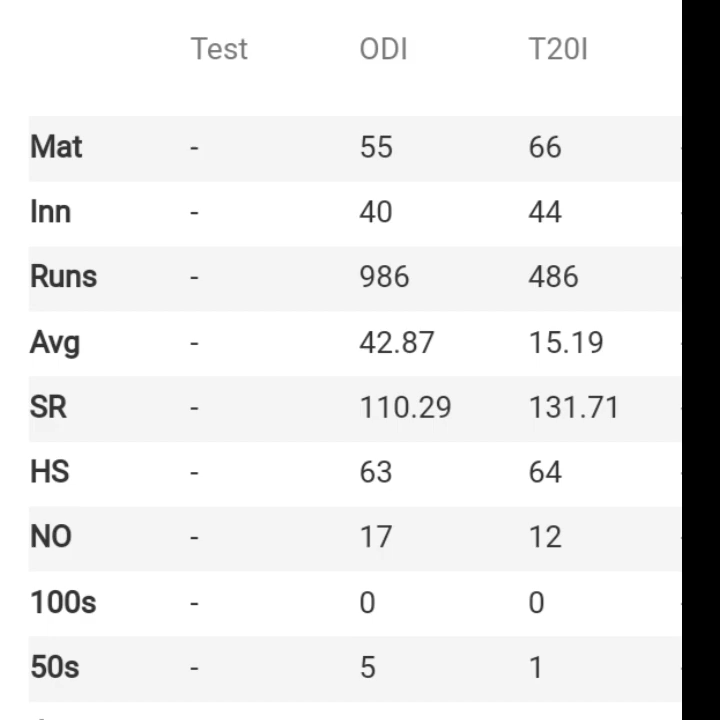 Test ODI T20I
Mat - 55 66
Inn - 40 44
Runs - 986 486
Avg - 42.87 15.19
SR - 110.29 131.71
HS - 63 64
NO - 17 12
100s - 0 0
50s - 5 1